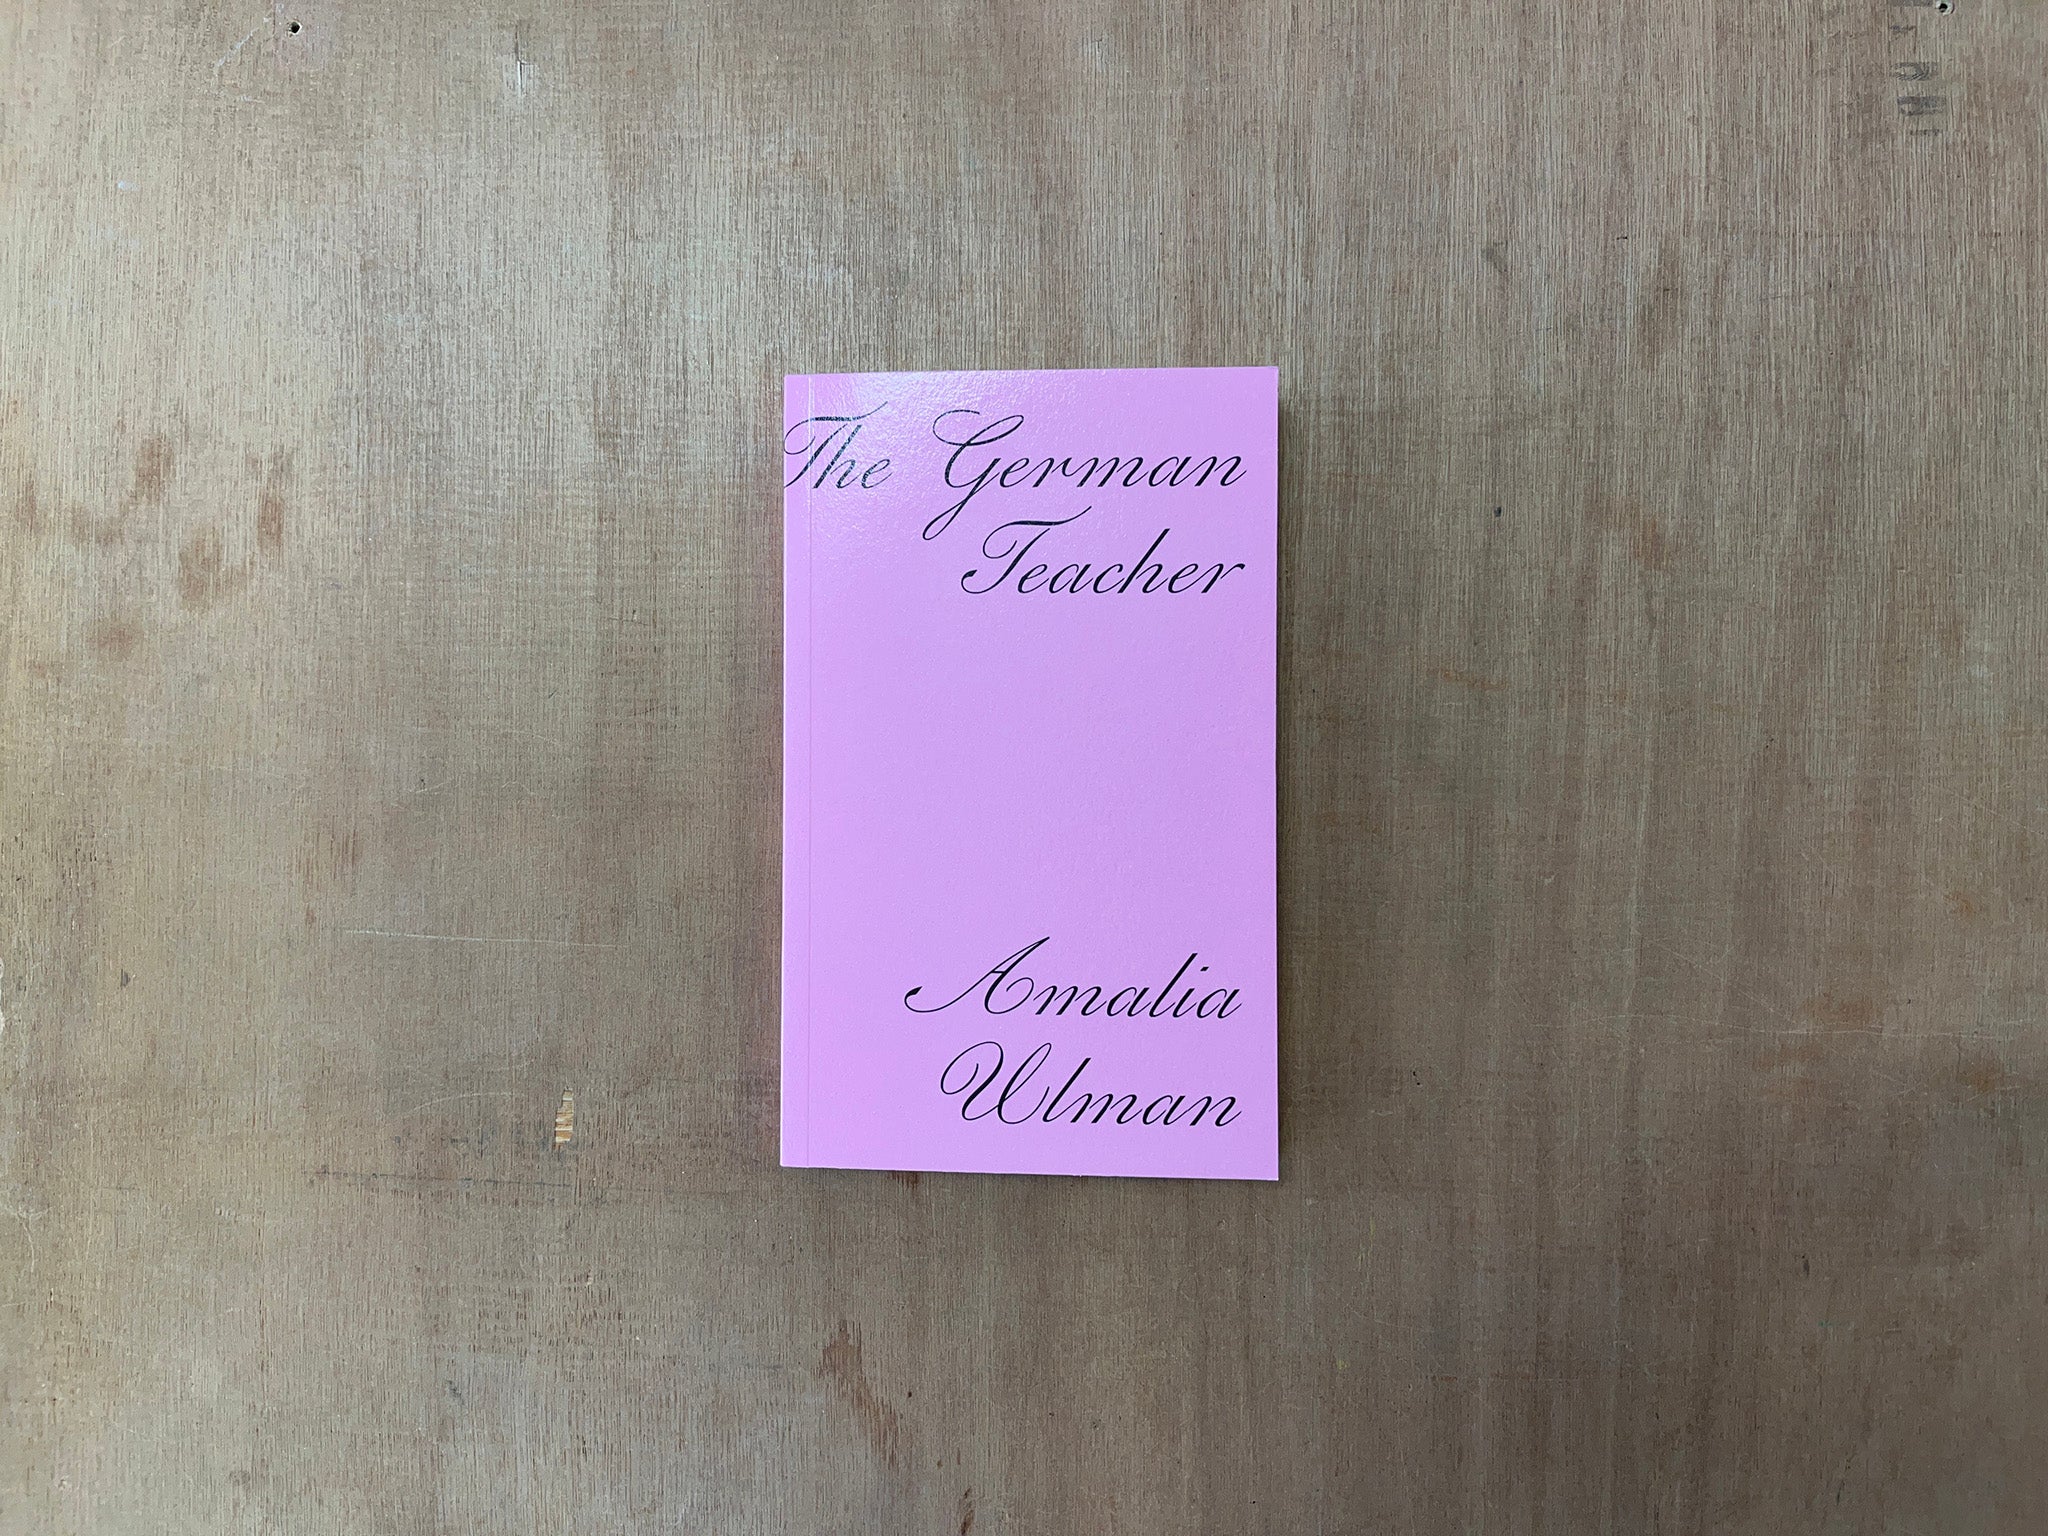 The German
Teacher
Amalia
Ulman